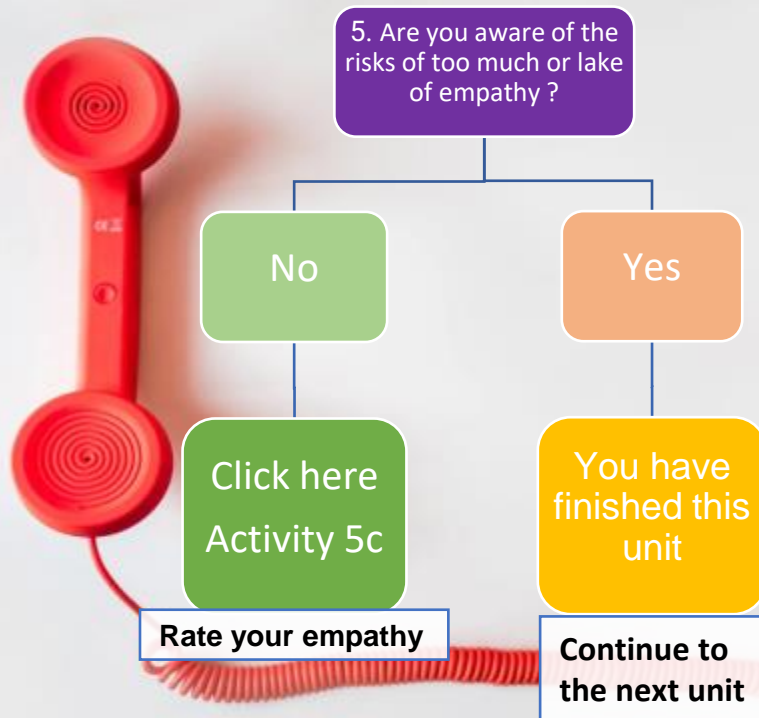 5. Are you aware of the
risks of too much or lake
of empathy ?
No
Yes
Click here
Activity 5c
You have
finished this
unit
Rate your empathy
Continue to
the next unit